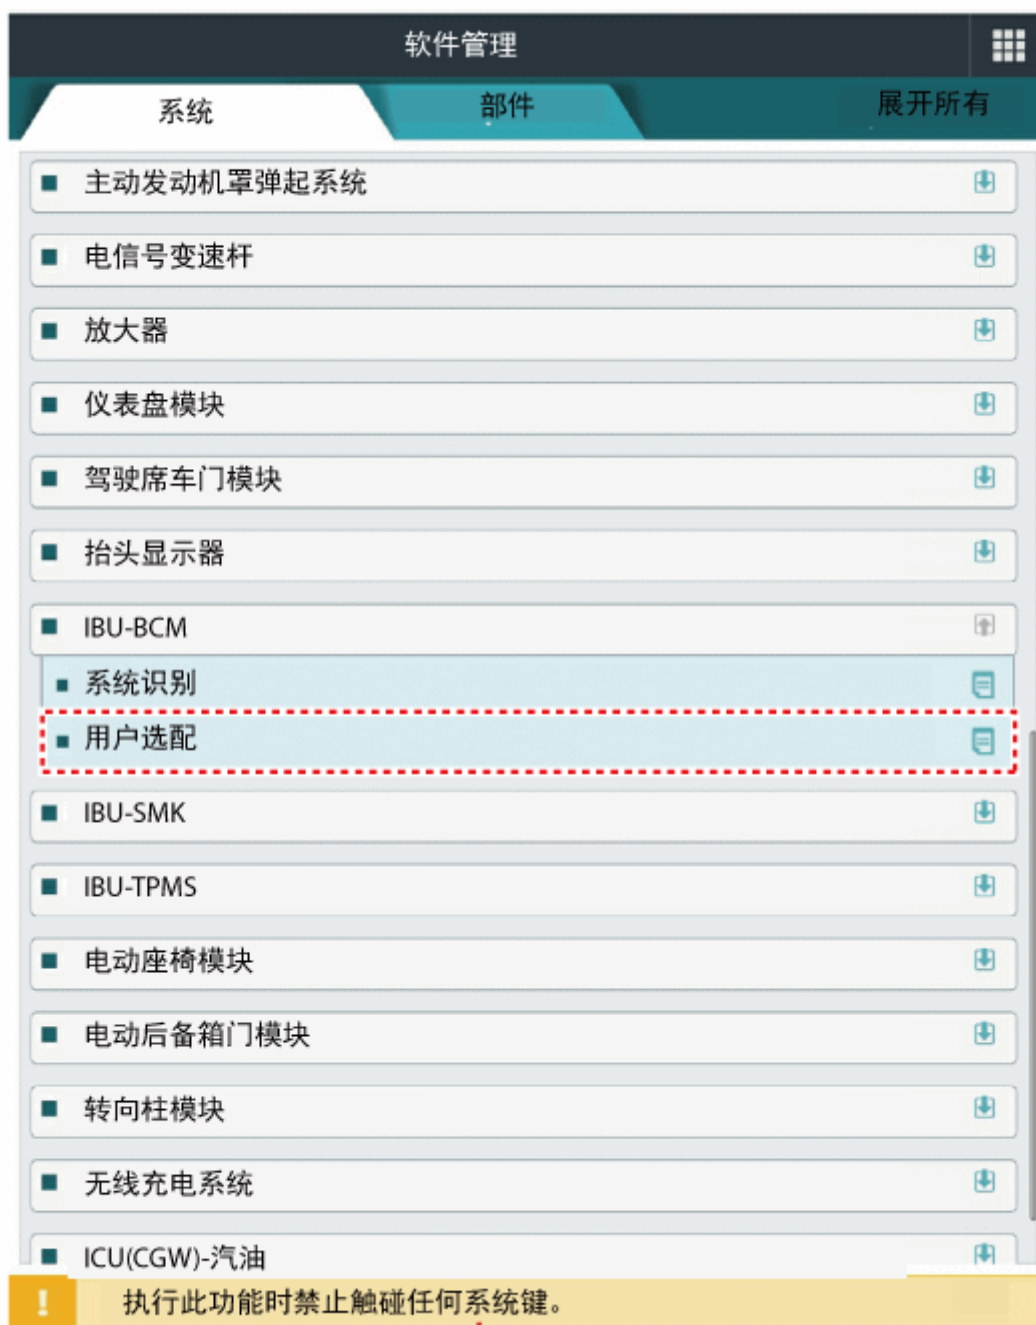 软件管理
系统 部件 展开所有
主动发动机罩弹起系统
电信号变速杆
放大器
仪表盘模块
驾驶席车门模块
抬头显示器
IBU-BCM
系统识别
用户选配
IBU-SMK
IBU-TPMS
电动座椅模块
电动后备箱门模块
转向柱模块
无线充电系统
ICU(CGW)-汽油
! 执行此功能时禁止触碰任何系统键。